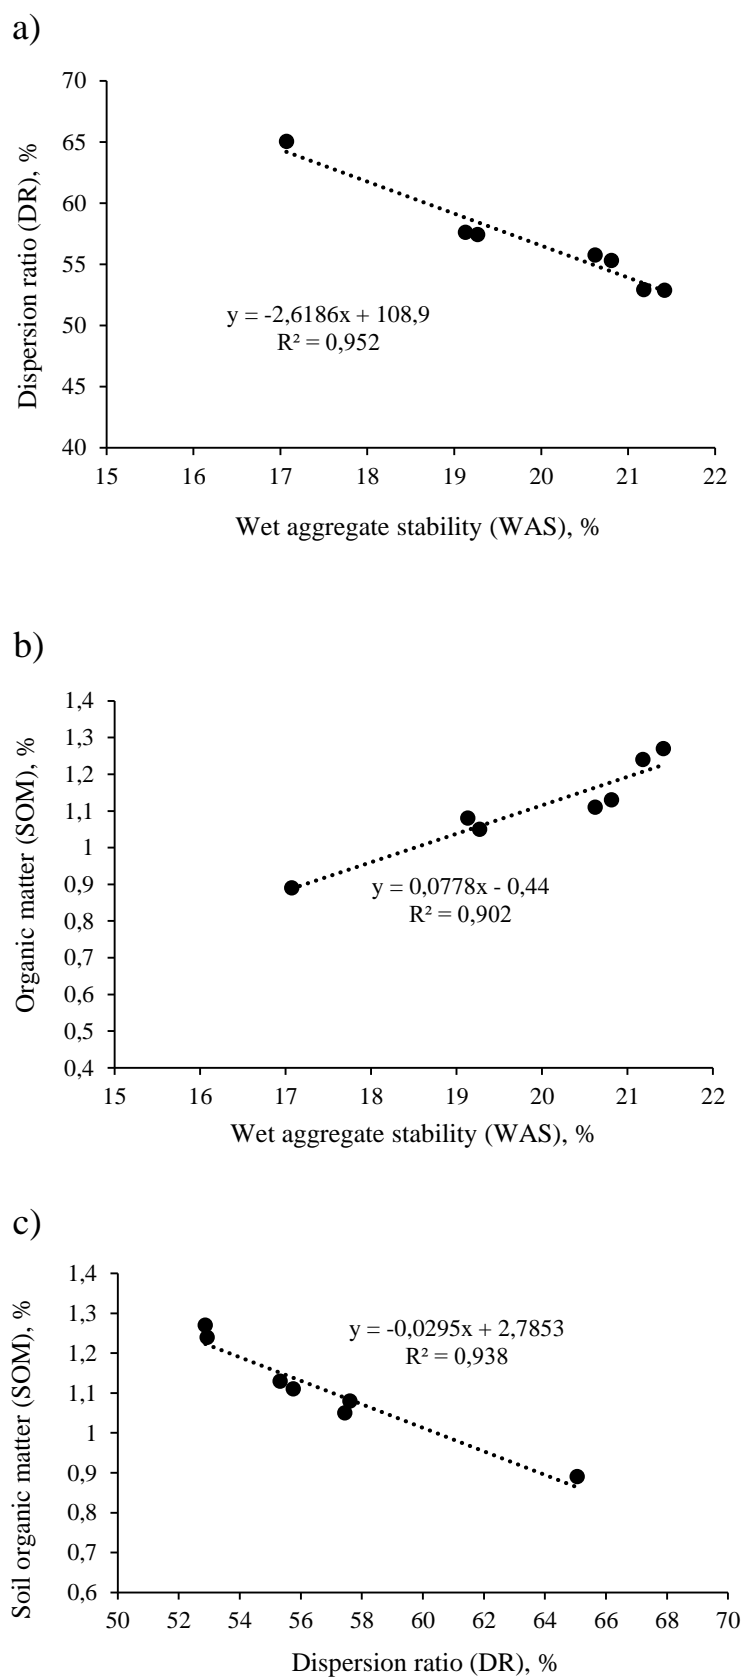 a)
Dispersion ratio (DR), %
70
65
60
55
50
45
40
y = -2,6186x + 108,9
R² = 0,952
15 16 17 18 19 20 21 22
Wet aggregate stability (WAS), %
b)
Organic matter (SOM), %
1,4
1,3
1,2
1,1
1
0,9
0,8
0,7
0,6
0,5
0,4
y = 0,0778x - 0,44
R² = 0,902
15 16 17 18 19 20 21 22
Wet aggregate stability (WAS), %
c)
Soil organic matter (SOM), %
1,4
1,3
1,2
1,1
1
0,9
0,8
0,7
0,6
y = -0,0295x + 2,7853
R² = 0,938
50 52 54 56 58 60 62 64 66 68 70
Dispersion ratio (DR), %